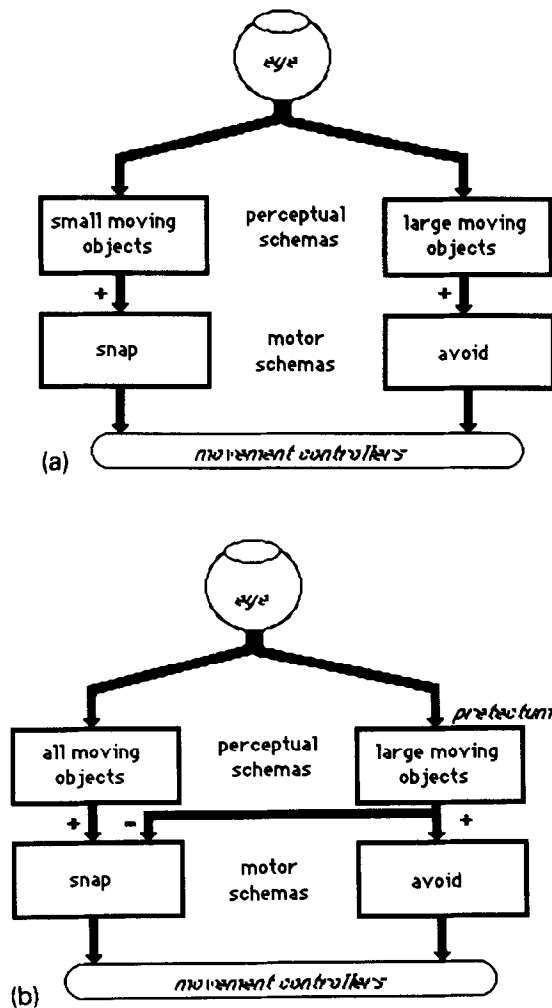 eye
small moving
objects
perceptual
schemas
large moving
objects
+
+
snap
motor
schemas
avoid
movement controllers
(a)
eye
pretectum
all moving
objects
perceptual
schemas
large moving
objects
+
-
+
snap
motor
schemas
avoid
movement controllers
(b)